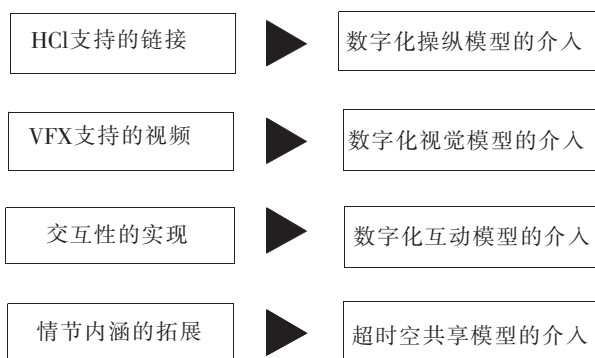 HCl支持的链接
数字化操纵模型的介入
VFX支持的视频
数字化视觉模型的介入
交互性的实现
数字化互动模型的介入
情节内涵的拓展
超时空共享模型的介入